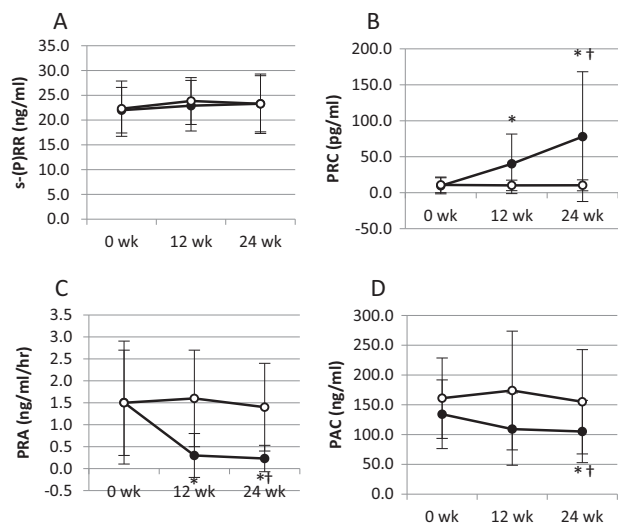 A
35.0
30.0
25.0
20.0
15.0
10.0
5.0
0.0
s-(P)RR (ng/ml)
0 wk 12 wk 24 wk
B
200.0
150.0
100.0
50.0
0.0
-50.0
PRC (pg/ml)
*
* †
0 wk 12 wk 24 wk
C
3.5
3.0
2.5
2.0
1.5
1.0
0.5
0.0
-0.5
PRA (ng/ml/hr)
0 wk 12 wk 24 wk
*
*†
D
300.0
250.0
200.0
150.0
100.0
50.0
0.0
PAC (ng/ml)
* †
0 wk 12 wk 24 wk